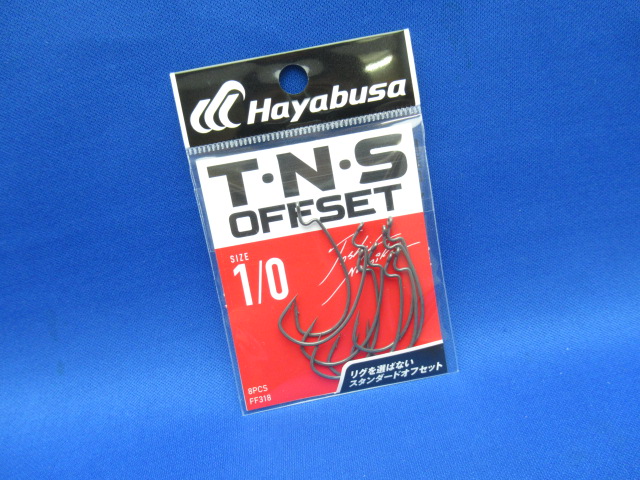 Hayabusa
T·N·S
OFFSET
SIZE
1/0
8PCS
FF318
リグを選ばない
スタンダードオフセット